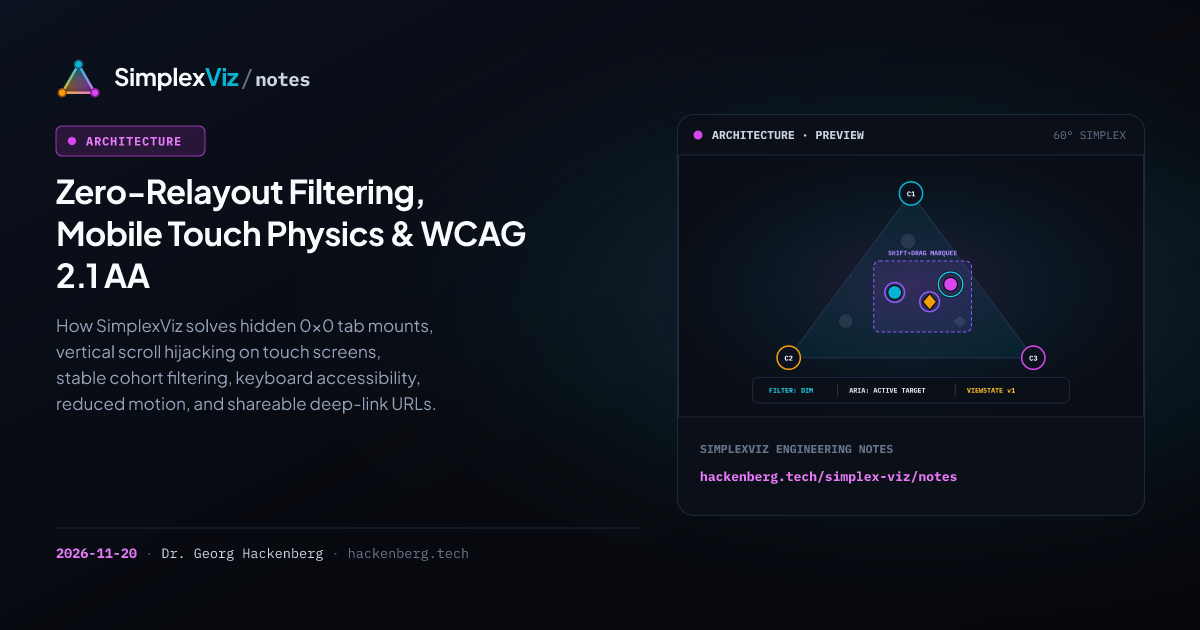 SimplexViz/notes
ARCHITECTURE
Zero-Relayout Filtering,
Mobile Touch Physics & WCAG
2.1 AA
How SimplexViz solves hidden 0×0 tab mounts,
vertical scroll hijacking on touch screens,
stable cohort filtering, keyboard accessibility,
reduced motion, and shareable deep-link URLs.
2026-11-20 · Dr. Georg Hackenberg · hackenberg.tech
ARCHITECTURE · PREVIEW
60° SIMPLEX
C1
SHIFT+DRAG MARQUEE
C2
C3
FILTER: DIM
ARIA: ACTIVE TARGET
VIEWSTATE v1
SIMPLEXVIZ ENGINEERING NOTES
hackenberg.tech/simplex-viz/notes